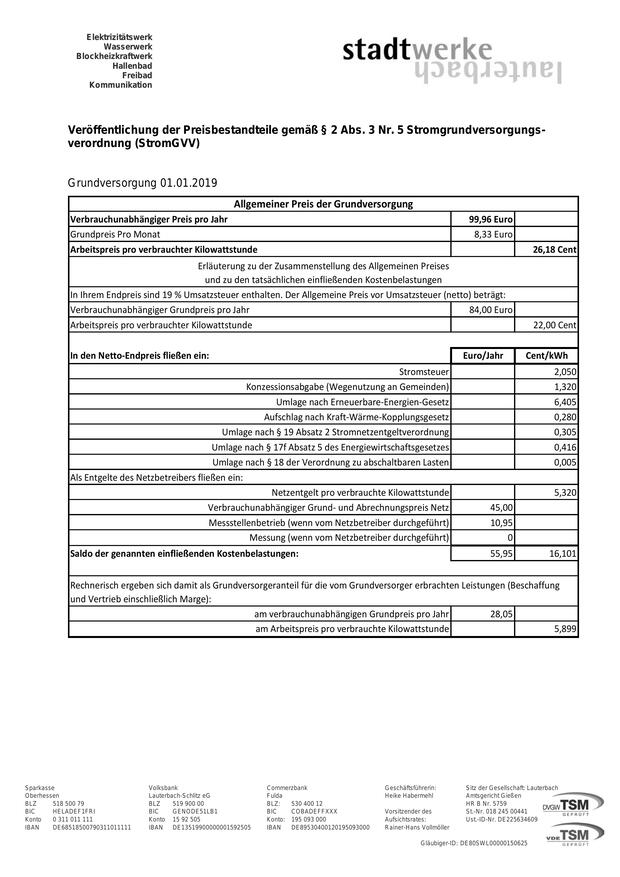 Elektrizitätswerk
Wasserwerk
Blockheizkraftwerk
Hallenbad
Freibad
Kommunikation
stadtwerke
lauterbach
Veröffentlichung der Preisbestandteile gemäß § 2 Abs. 3 Nr. 5 Stromgrundversorgungs-
verordnung (StromGVV)
Grundversorgung 01.01.2019
Allgemeiner Preis der Grundversorgung
Verbrauchunabhängiger Preis pro Jahr 99,96 Euro
Grundpreis Pro Monat 8,33 Euro
Arbeitspreis pro verbrauchter Kilowattstunde 26,18 Cent
Erläuterung zu der Zusammenstellung des Allgemeinen Preises
und zu den tatsächlichen einfließenden Kostenbelastungen:
In Ihrem Endpreis sind 19 % Umsatzsteuer enthalten. Der Allgemeine Preis vor Umsatzsteuer (netto) beträgt:
Verbrauchunabhängiger Grundpreis pro Jahr 84,00 Euro
Arbeitspreis pro verbrauchter Kilowattstunde 22,00 Cent
In den Netto-Endpreis fließen ein: Euro/Jahr Cent/kWh
Stromsteuer 2,050
Konzessionsabgabe (Wegenutzung an Gemeinden) 1,320
Umlage nach Erneuerbare-Energien-Gesetz 6,405
Aufschlag nach Kraft-Wärme-Kopplungsgesetz 0,280
Umlage nach § 19 Absatz 2 Stromnetzentgeltverordnung 0,305
Umlage nach § 17f Absatz 5 des Energiewirtschaftsgesetzes 0,416
Umlage nach § 18 der Verordnung zu abschaltbaren Lasten 0,005
Als Entgelte des Netzbetreibers fließen ein:
Netzentgelt pro verbrauchte Kilowattstunde 5,320
Verbrauchunabhängiger Grund- und Abrechnungspreis Netz 45,00
Messstellenbetrieb (wenn vom Netzbetreiber durchgeführt) 10,95
Messung (wenn vom Netzbetreiber durchgeführt) 0
Saldo der genannten einfließenden Kostenbelastungen: 55,95 16,101
Rechnerisch ergeben sich damit als Grundversorgeranteil für die vom Grundversorger erbrachten Leistungen (Beschaffung
und Vertrieb einschließlich Marge):
am verbrauchunabhängigen Grundpreis pro Jahr 28,05
am Arbeitspreis pro verbrauchte Kilowattstunde 5,899
Sparkasse
Oberhessen
BLZ 518 500 79
BIC HELADEF1FRI
Konto 0 311 011 111
IBAN DE68518500790311011111
Volksbank
Lauterbach-Schlitz eG
BLZ 519 900 00
BIC GENODE51LB1
Konto 15 92 505
IBAN DE13519900000001592505
Commerzbank
Fulda
BLZ: 530 400 12
BIC COBADEFFXXX
Konto: 195 093 000
IBAN DE89530400120195093000
Geschäftsführerin:
Heike Habermehl
Vorsitzender des
Aufsichtsrates:
Rainer-Hans Vollmöller
Sitz der Gesellschaft: Lauterbach
Amtsgericht Gießen
HR B Nr. 5759
St.-Nr. 018 245 00441
Ust.-ID-Nr. DE225634609
Gläubiger-ID: DE80SWL00000150625
DVGW TSM
GEPRÜFT
VDE TSM
GEPRÜFT